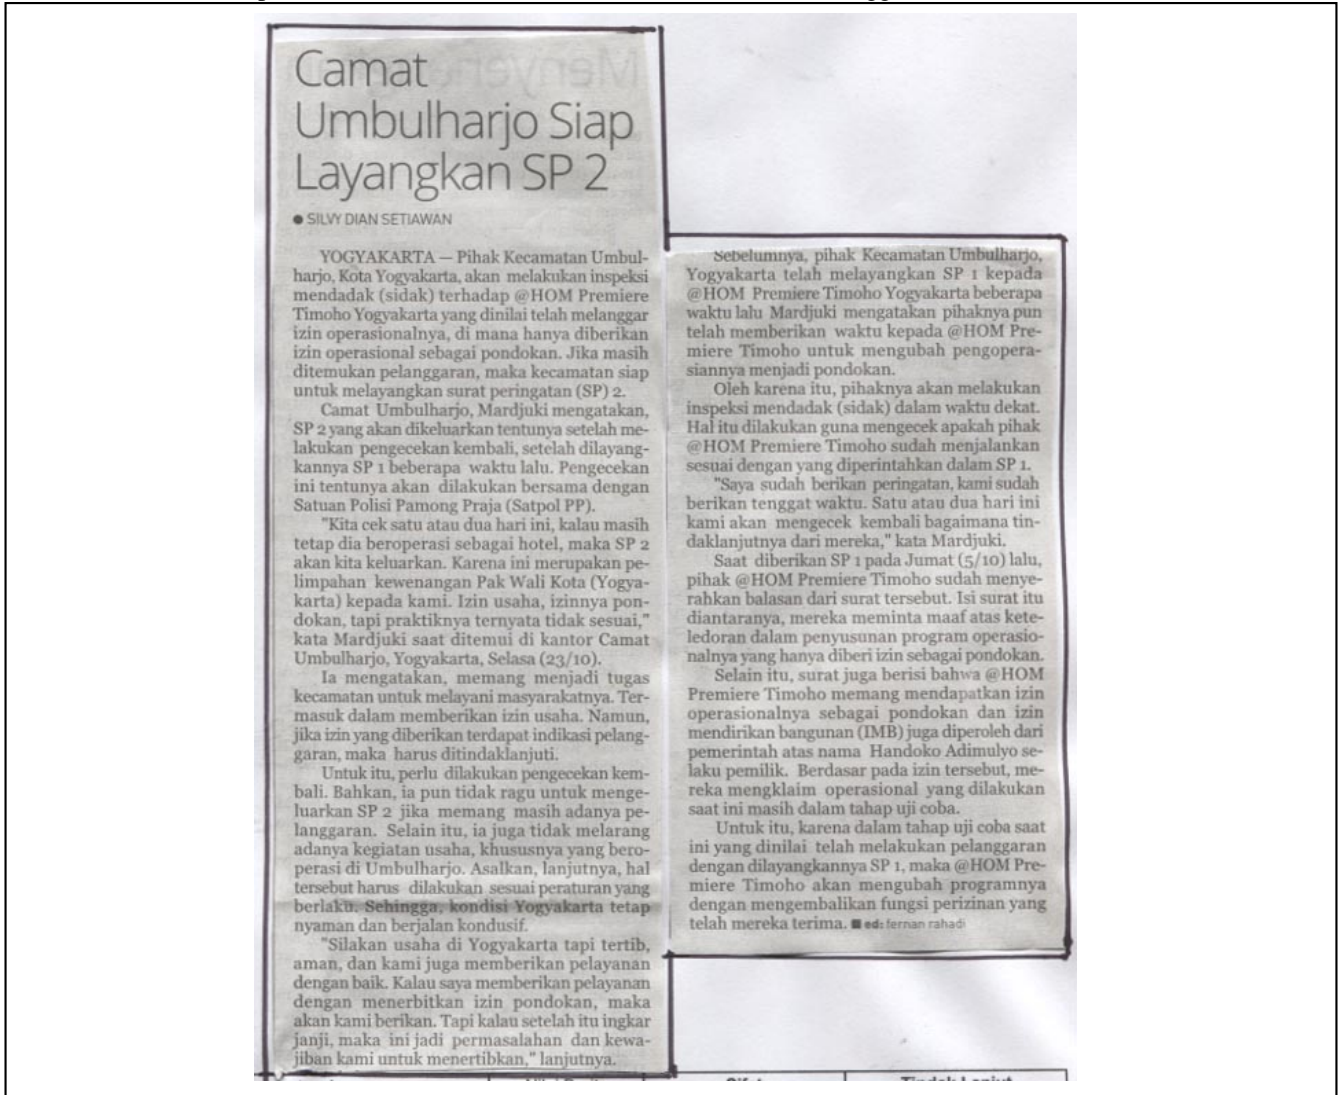 Camat
Umbulharjo Siap
Layangkan SP 2
● SILVY DIAN SETIAWAN
YOGYAKARTA — Pihak Kecamatan Umbul-
harjo, Kota Yogyakarta, akan melakukan inspeksi
mendadak (sidak) terhadap @HOM Premiere
Timoho Yogyakarta yang dinilai telah melanggar
izin operasionalnya, di mana hanya diberikan
izin operasional sebagai pondokan. Jika masih
ditemukan pelanggaran, maka kecamatan siap
untuk melayangkan surat peringatan (SP) 2.
Camat Umbulharjo, Mardjuki mengatakan,
SP 2 yang akan dikeluarkan tentunya setelah me-
lakukan pengecekan kembali, setelah dilayang-
kannya SP 1 beberapa waktu lalu. Pengecekan
ini tentunya akan dilakukan bersama dengan
Satuan Polisi Pamong Praja (Satpol PP).
"Kita cek satu atau dua hari ini, kalau masih
tetap dia beroperasi sebagai hotel, maka SP 2
akan kita keluarkan. Karena ini merupakan pe-
limpahan kewenangan Pak Wali Kota (Yogya-
karta) kepada kami. Izin usaha, izinnya pon-
dokan, tapi praktiknya ternyata tidak sesuai,"
kata Mardjuki saat ditemui di kantor Camat
Umbulharjo, Yogyakarta, Selasa (23/10).
Ia mengatakan, memang menjadi tugas
kecamatan untuk melayani masyarakatnya. Ter-
masuk dalam memberikan izin usaha. Namun,
jika izin yang diberikan terdapat indikasi pelang-
garan, maka harus ditindaklanjuti.
Untuk itu, perlu dilakukan pengecekan kem-
bali. Bahkan, ia pun tidak ragu untuk menge-
luarkan SP 2 jika memang masih adanya pe-
langgaran. Selain itu, ia juga tidak melarang
adanya kegiatan usaha, khususnya yang bero-
perasi di Umbulharjo. Asalkan, lanjutnya, hal
tersebut harus dilakukan sesuai peraturan yang
berlaku. Sehingga, kondisi Yogyakarta tetap
nyaman dan berjalan kondusif.
"Silakan usaha di Yogyakarta tapi tertib,
aman, dan kami juga memberikan pelayanan
dengan baik. Kalau saya memberikan pelayanan
dengan menerbitkan izin pondokan, maka
akan kami berikan. Tapi kalau setelah itu ingkar
janji, maka ini jadi permasalahan dan kewa-
jiban kami untuk menertibkan," lanjutnya.
Sebelumnya, pihak Kecamatan Umbulharjo,
Yogyakarta telah melayangkan SP 1 kepada
@HOM Premiere Timoho Yogyakarta beberapa
waktu lalu Mardjuki mengatakan pihaknya pun
telah memberikan waktu kepada @HOM Pre-
miere Timoho untuk mengubah pengopera-
siannya menjadi pondokan.
Oleh karena itu, pihaknya akan melakukan
inspeksi mendadak (sidak) dalam waktu dekat.
Hal itu dilakukan guna mengecek apakah pihak
@HOM Premiere Timoho sudah menjalankan
sesuai dengan yang diperintahkan dalam SP 1.
"Saya sudah berikan peringatan, kami sudah
berikan tenggat waktu. Satu atau dua hari ini
kami akan mengecek kembali bagaimana tin-
daklanjutnya dari mereka," kata Mardjuki.
Saat diberikan SP 1 pada Jumat (5/10) lalu,
pihak @HOM Premiere Timoho sudah menye-
rahkan balasan dari surat tersebut. Isi surat itu
diantaranya, mereka meminta maaf atas kete-
ledoran dalam penyusunan program operasio-
nalnya yang hanya diberi izin sebagai pondokan.
Selain itu, surat juga berisi bahwa @HOM
Premiere Timoho memang mendapatkan izin
operasionalnya sebagai pondokan dan izin
mendirikan bangunan (IMB) juga diperoleh dari
pemerintah atas nama Handoko Adimulyo se-
laku pemilik. Berdasar pada izin tersebut, me-
reka mengklaim operasional yang dilakukan
saat ini masih dalam tahap uji coba.
Untuk itu, karena dalam tahap uji coba saat
ini yang dinilai telah melakukan pelanggaran
dengan dilayangkannya SP 1, maka @HOM Pre-
miere Timoho akan mengubah programnya
dengan mengembalikan fungsi perizinan yang
telah mereka terima. ■ ed: fernan rahadi